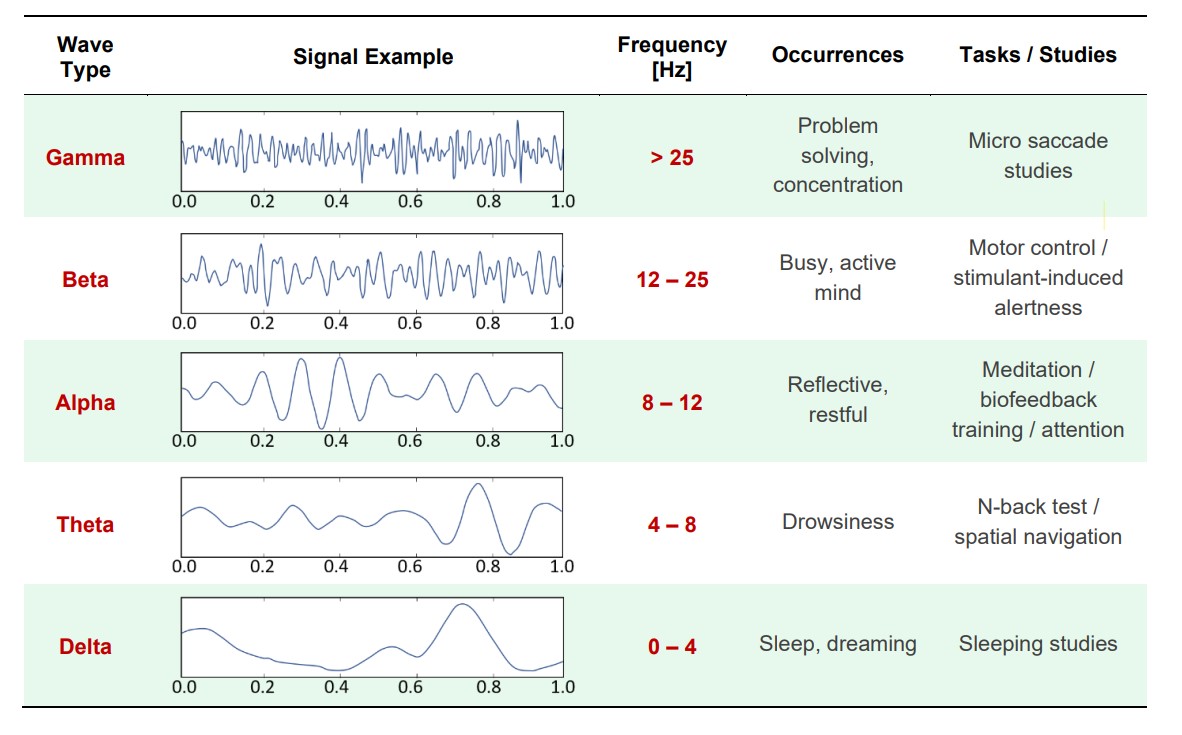 Wave Type Signal Example Frequency [Hz] Occurrences Tasks / Studies
Gamma
0.0 0.2 0.4 0.6 0.8 1.0
> 25
Problem
solving,
concentration
Micro saccade
studies
Beta
0.0 0.2 0.4 0.6 0.8 1.0
12 – 25
Busy, active
mind
Motor control /
stimulant-induced
alertness
Alpha
0.0 0.2 0.4 0.6 0.8 1.0
8 – 12
Reflective,
restful
Meditation /
biofeedback
training / attention
Theta
0.0 0.2 0.4 0.6 0.8 1.0
4 – 8
Drowsiness
N-back test /
spatial navigation
Delta
0.0 0.2 0.4 0.6 0.8 1.0
0 – 4
Sleep, dreaming
Sleeping studies